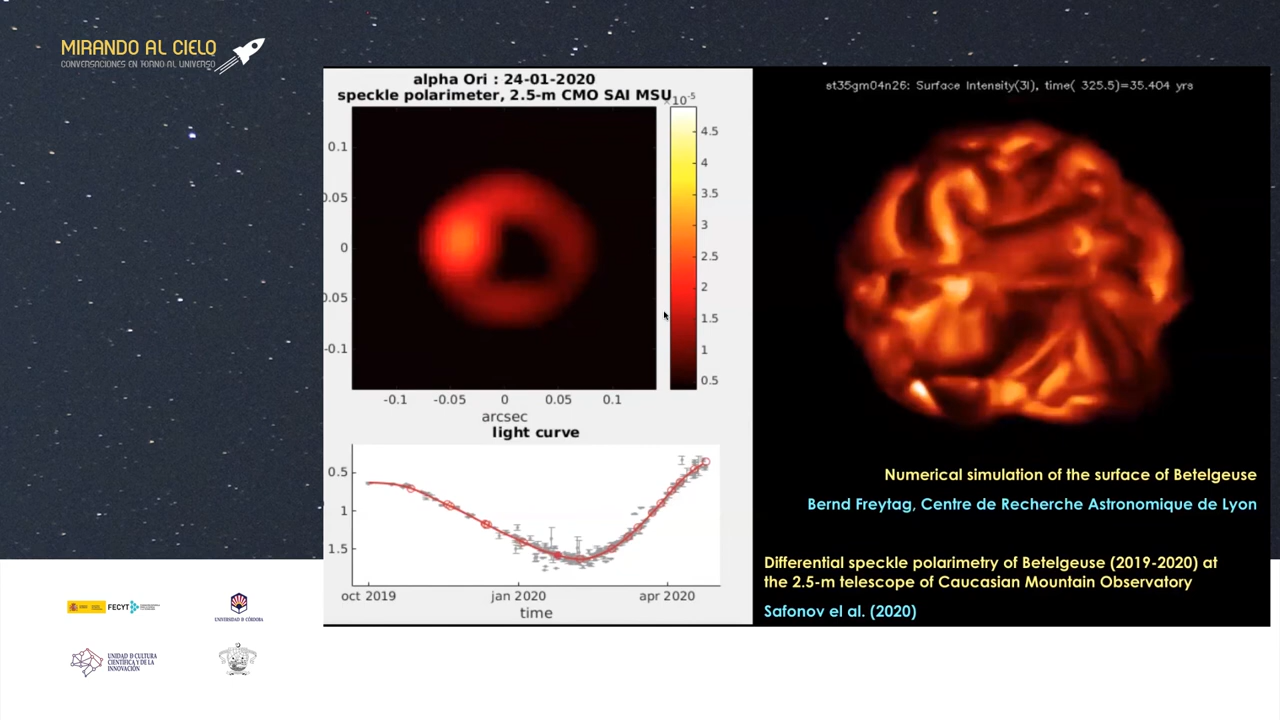 MIRANDO AL CIELO
CONVERSACIONES EN TORNO AL UNIVERSO
alpha Ori : 24-01-2020
speckle polarimeter, 2.5-m CMO SAI MSU
×10⁻⁵
0.1
0.05
0
0.05
-0.1
-0.1 -0.05 0 0.05 0.1
arcsec
4.5
4
3.5
3
2.5
2
1.5
1
0.5
light curve
0.5
1
1.5
oct 2019 jan 2020 apr 2020
time
st35gm04n26: Surface Intensity(3l), time( 325.5)=35.404 yrs
Numerical simulation of the surface of Betelgeuse
Bernd Freytag, Centre de Recherche Astronomique de Lyon
Differential speckle polarimetry of Betelgeuse (2019-2020) at
the 2.5-m telescope of Caucasian Mountain Observatory
Safonov el al. (2020)
FECYT
UNIVERSIDAD DE CÓRDOBA
UNIDAD DE CULTURA
CIENTÍFICA Y DE LA
INNOVACIÓN